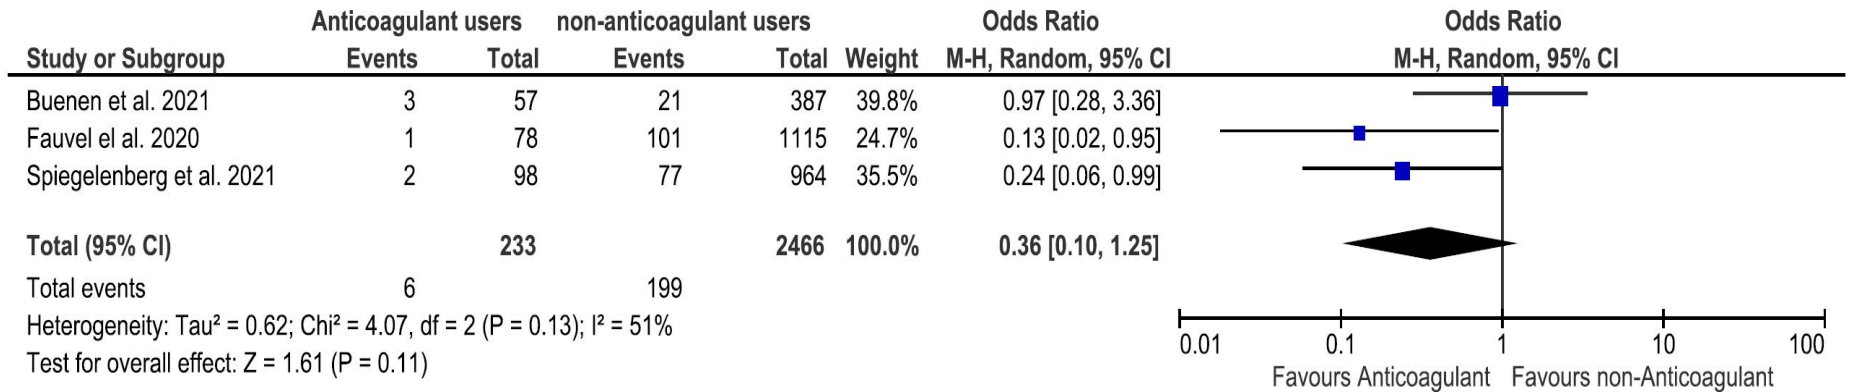 Anticoagulant users non-anticoagulant users Odds Ratio Odds Ratio
Study or Subgroup Events Total Events Total Weight M-H, Random, 95% CI M-H, Random, 95% CI
Buenen et al. 2021 3 57 21 387 39.8% 0.97 [0.28, 3.36]
Fauvel el al. 2020 1 78 101 1115 24.7% 0.13 [0.02, 0.95]
Spiegelenberg et al. 2021 2 98 77 964 35.5% 0.24 [0.06, 0.99]
Total (95% CI) 233 2466 100.0% 0.36 [0.10, 1.25]
Total events 6 199
Heterogeneity: Tau² = 0.62; Chi² = 4.07, df = 2 (P = 0.13); I² = 51%
Test for overall effect: Z = 1.61 (P = 0.11)
0.01 0.1 1 10 100
Favours Anticoagulant Favours non-Anticoagulant